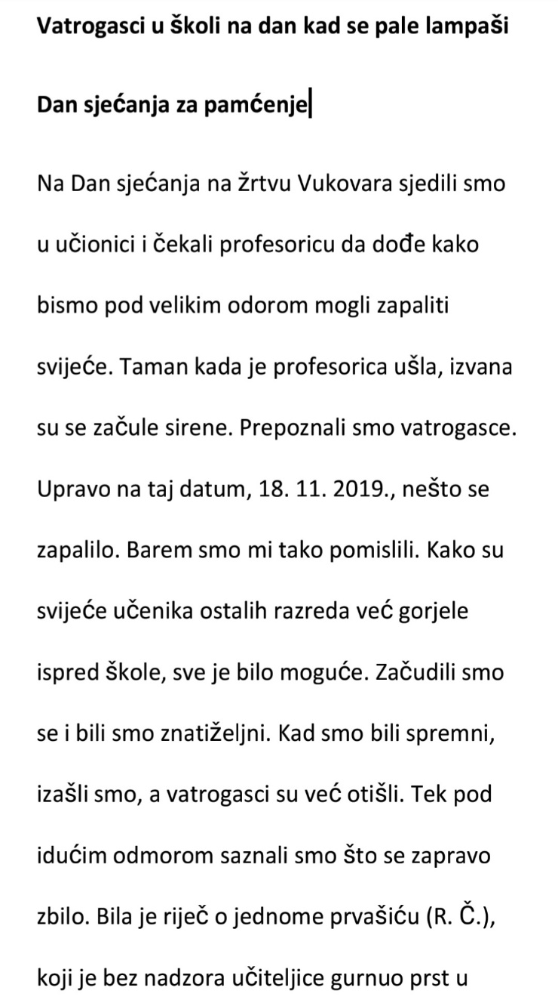 Vatrogasci u školi na dan kad se pale lampaši
Dan sjećanja za pamćenje
Na Dan sjećanja na žrtvu Vukovara sjedili smo
u učionici i čekali profesoricu da dođe kako
bismo pod velikim odorom mogli zapaliti
svijeće. Taman kada je profesorica ušla, izvana
su se začule sirene. Prepoznali smo vatrogasce.
Upravo na taj datum, 18. 11. 2019., nešto se
zapalilo. Barem smo mi tako pomislili. Kako su
svijeće učenika ostalih razreda već gorjele
ispred škole, sve je bilo moguće. Začudili smo
se i bili smo znatiželjni. Kad smo bili spremni,
izašli smo, a vatrogasci su već otišli. Tek pod
idućim odmorom saznali smo što se zapravo
zbilo. Bila je riječ o jednome prvašiću (R. Č.),
koji je bez nadzora učiteljice gurnuo prst u